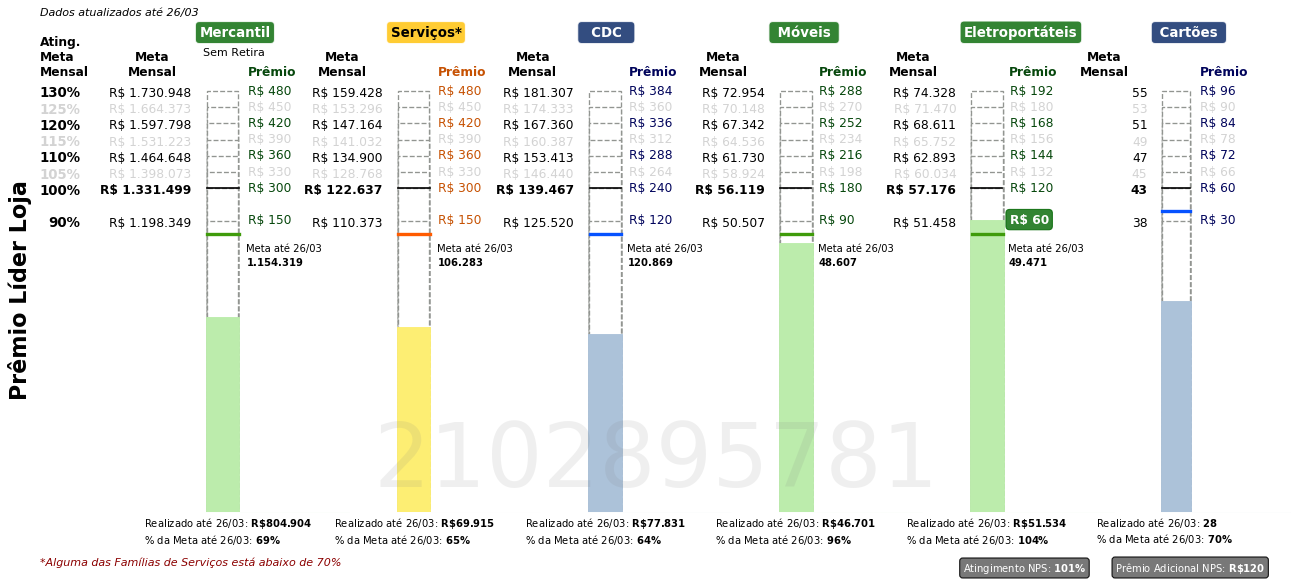 Dados atualizados até 26/03
Mercantil Serviços* CDC Móveis Eletroportáteis Cartões
Sem Retira
Ating. Meta Mensal
Meta Mensal Prêmio Meta Mensal Prêmio Meta Mensal Prêmio Meta Mensal Prêmio Meta Mensal Prêmio Meta Mensal Prêmio
130% R$ 1.730.948 R$ 480 R$ 159.428 R$ 480 R$ 181.307 R$ 384 R$ 72.954 R$ 288 R$ 74.328 R$ 192 55 R$ 96
125% R$ 1.664.373 R$ 450 R$ 153.296 R$ 450 R$ 174.333 R$ 360 R$ 70.148 R$ 270 R$ 71.470 R$ 180 53 R$ 90
120% R$ 1.597.798 R$ 420 R$ 147.164 R$ 420 R$ 167.360 R$ 336 R$ 67.342 R$ 252 R$ 68.611 R$ 168 51 R$ 84
115% R$ 1.531.223 R$ 390 R$ 141.032 R$ 390 R$ 160.387 R$ 312 R$ 64.536 R$ 234 R$ 65.752 R$ 156 49 R$ 78
110% R$ 1.464.648 R$ 360 R$ 134.900 R$ 360 R$ 153.413 R$ 288 R$ 61.730 R$ 216 R$ 62.893 R$ 144 47 R$ 72
105% R$ 1.398.073 R$ 330 R$ 128.768 R$ 330 R$ 146.440 R$ 264 R$ 58.924 R$ 198 R$ 60.034 R$ 132 45 R$ 66
100% R$ 1.331.499 R$ 300 R$ 122.637 R$ 300 R$ 139.467 R$ 240 R$ 56.119 R$ 180 R$ 57.176 R$ 120 43 R$ 60
90% R$ 1.198.349 R$ 150 R$ 110.373 R$ 150 R$ 125.520 R$ 120 R$ 50.507 R$ 90 R$ 51.458 R$ 60 38 R$ 30
Meta até 26/03 Meta até 26/03 Meta até 26/03 Meta até 26/03 Meta até 26/03
1.154.319 106.283 120.869 48.607 49.471
Prêmio Líder Loja
2102895781
Realizado até 26/03: R$804.904 Realizado até 26/03: R$69.915 Realizado até 26/03: R$77.831 Realizado até 26/03: R$46.701 Realizado até 26/03: R$51.534 Realizado até 26/03: 28
% da Meta até 26/03: 69% % da Meta até 26/03: 65% % da Meta até 26/03: 64% % da Meta até 26/03: 96% % da Meta até 26/03: 104% % da Meta até 26/03: 70%
*Alguma das Famílias de Serviços está abaixo de 70%
Atingimento NPS: 101% Prêmio Adicional NPS: R$120